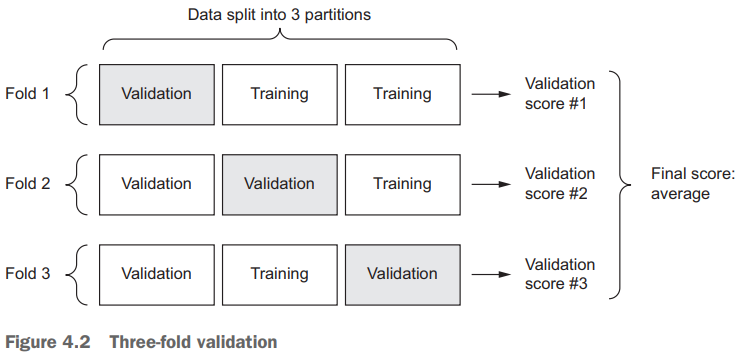 Data split into 3 partitions
Fold 1
Validation
Training
Training
Validation
score #1
Fold 2
Validation
Validation
Training
Validation
score #2
Final score:
average
Fold 3
Validation
Training
Validation
Validation
score #3
Figure 4.2 Three-fold validation